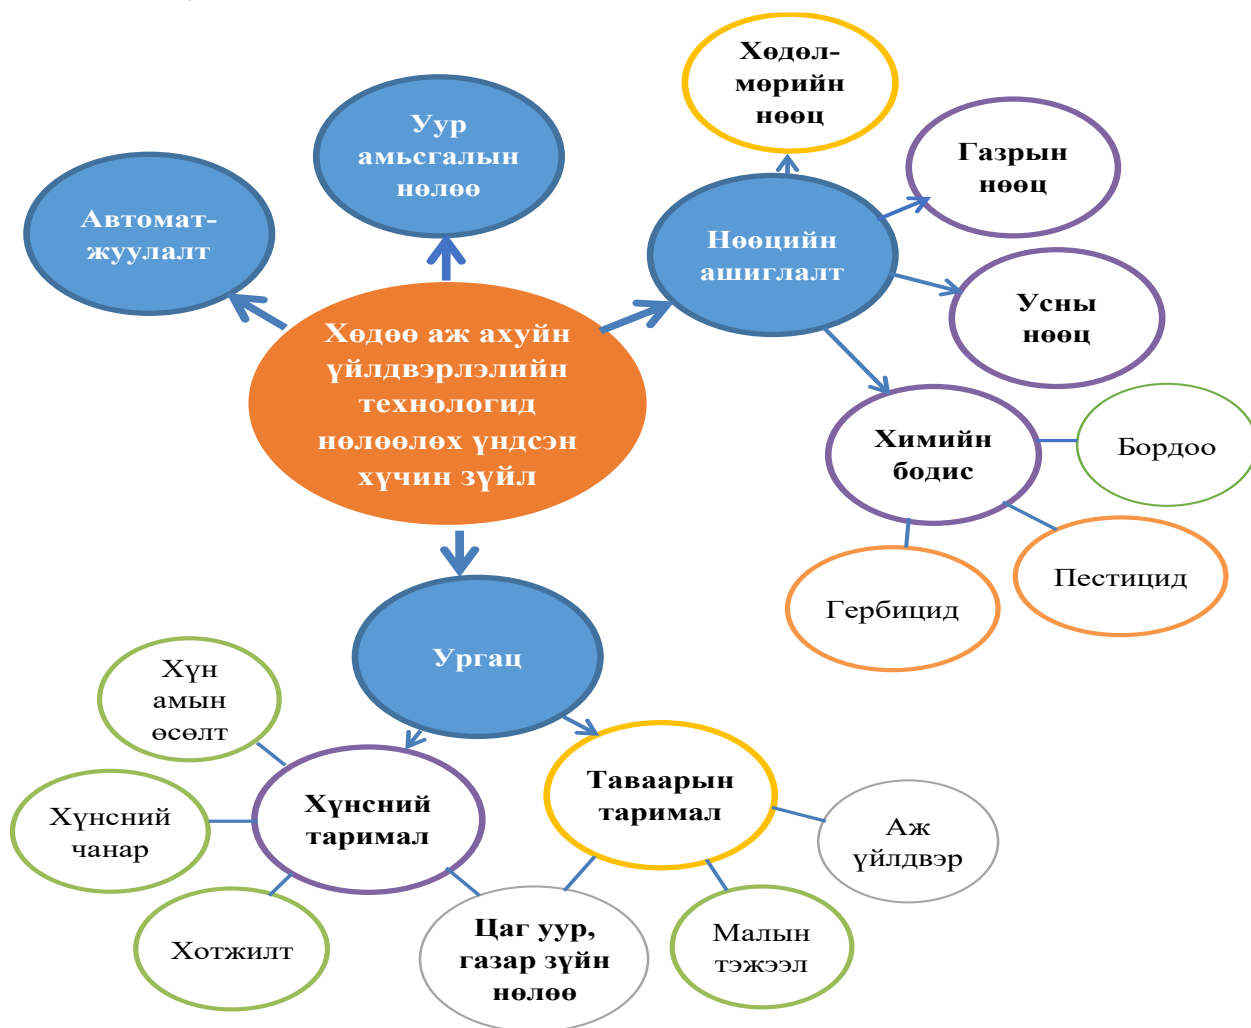 Хөдөл-
мөрийн
нөөц
Уур
амьсгалын
нөлөө
Газрын
нөөц
Автомат-
жуулалт
Нөөцийн
ашиглалт
Усны
нөөц
Хөдөө аж ахуйн
үйлдвэрлэлийн
технологид
нөлөөлөх үндсэн
хүчин зүйл
Химийн
бодис
Бордоо
Пестицид
Гербицид
Ургац
Хүн
амын
өсөлт
Таваарын
таримал
Хүнсний
таримал
Хүнсний
чанар
Аж
үйлдвэр
Хотжилт
Цаг уур,
газар зүйн
нөлөө
Малын
тэжээл